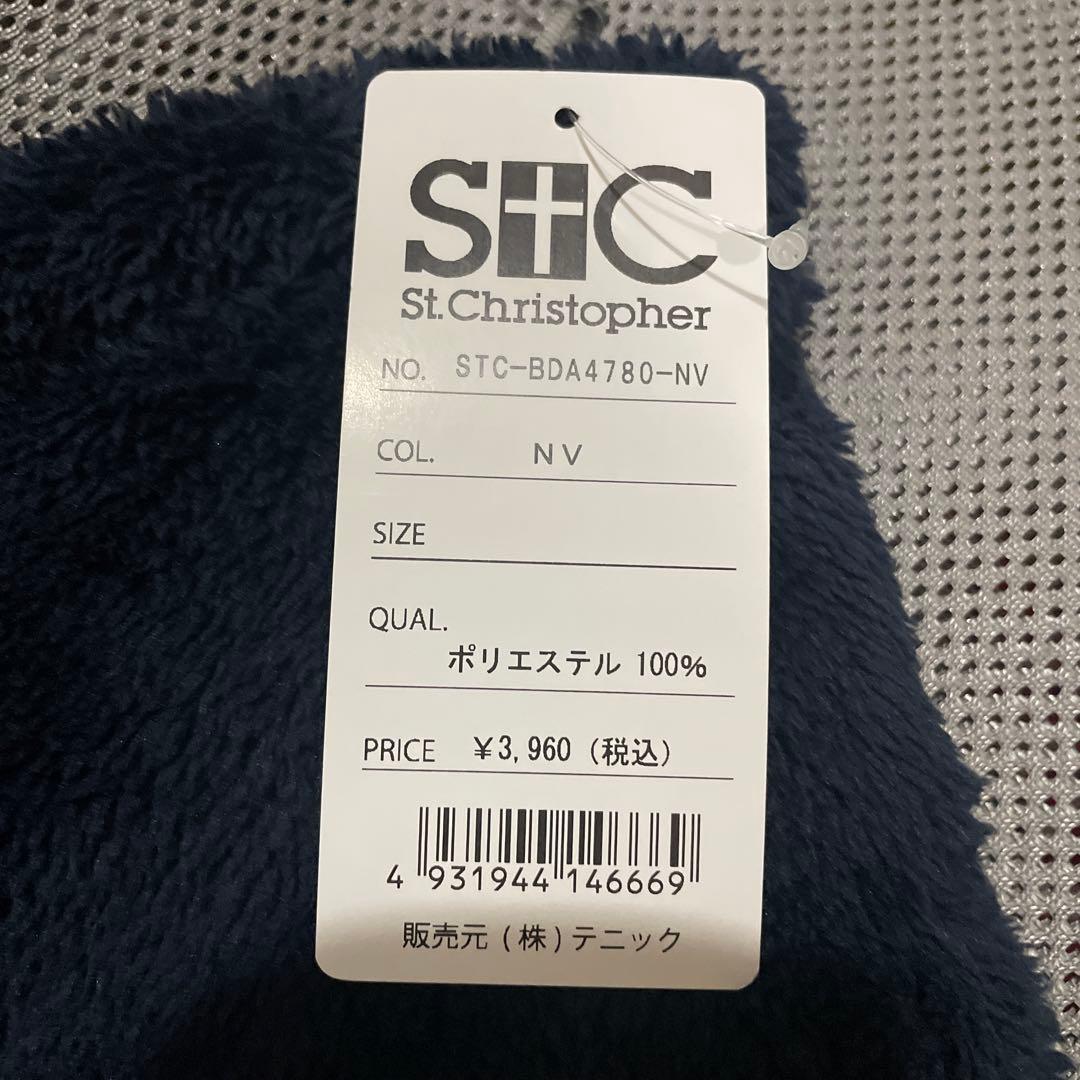 STC
St.Christopher
NO. STC-BDA4780-NV
COL. NV
SIZE
QUAL.
ポリエステル 100%
PRICE ￥3,960 (税込)
4 931944 146669
販売元 (株) テニック